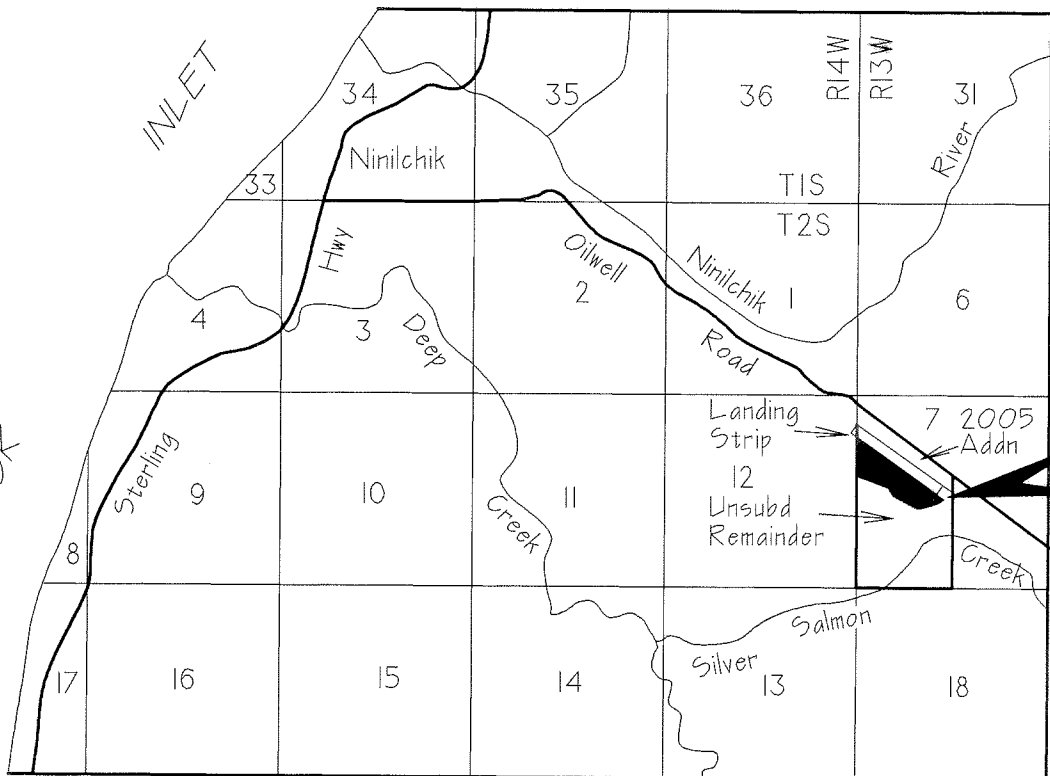 INLET
34
35
36
R14W
R13W
31
Ninilchik
River
33
T1S
T2S
Hwy
Oilwell
Ninilchik
4
3
2
1
6
Deep
Road
Landing
Strip
7 2005
Addn
Sterling
9
10
11
12
Creek
Unsubd
Remainder
8
Creek
Salmon
Silver
17
16
15
14
13
18